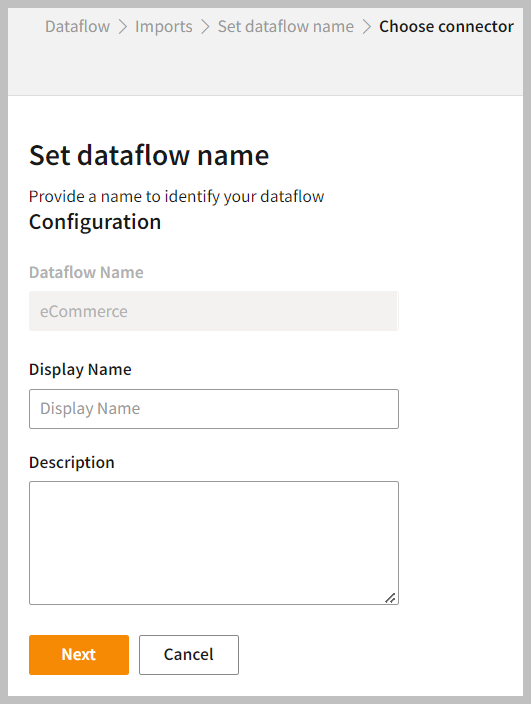 Dataflow > Imports > Set dataflow name > Choose connector
Set dataflow name
Provide a name to identify your dataflow
Configuration
Dataflow Name
eCommerce
Display Name
Display Name
Description
Next Cancel